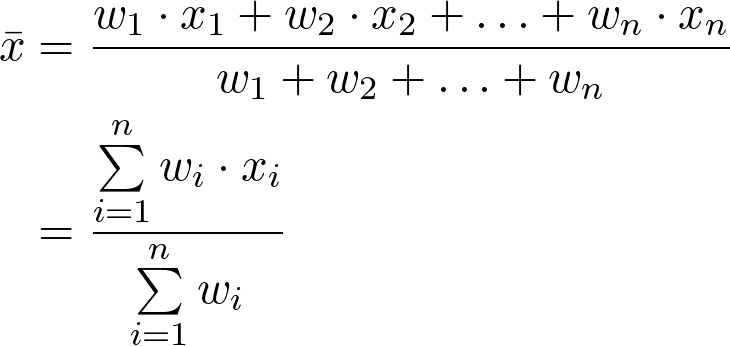 x̄ = (w₁ · x₁ + w₂ · x₂ + … + wₙ · xₙ) / (w₁ + w₂ + … + wₙ)
= (∑ᵢ₌₁ⁿ wᵢ · xᵢ) / (∑ᵢ₌₁ⁿ wᵢ)